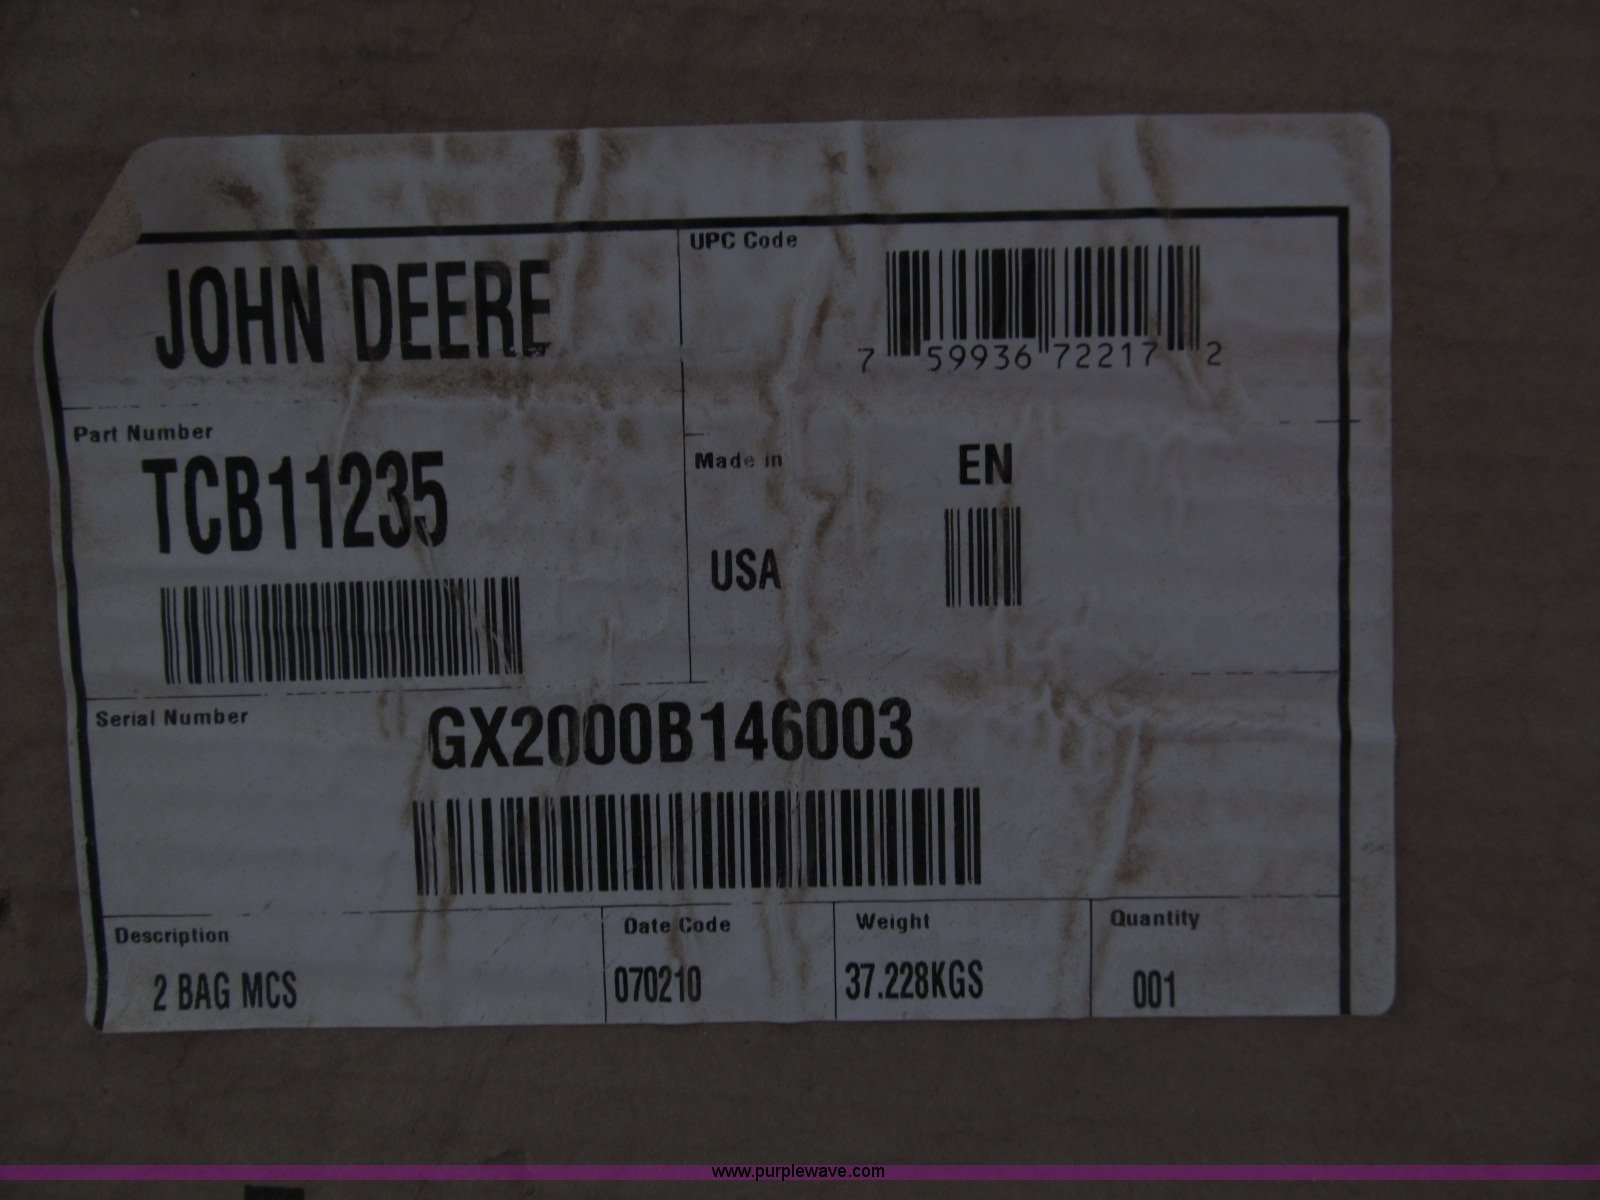 JOHN DEERE
UPC Code
7 59936 72217 2
Part Number
TCB11235
Made in
USA
EN
Serial Number
GX2000B146003
Description
2 BAG MCS
Date Code
070210
Weight
37.228KGS
Quantity
001
www.purplewave.com